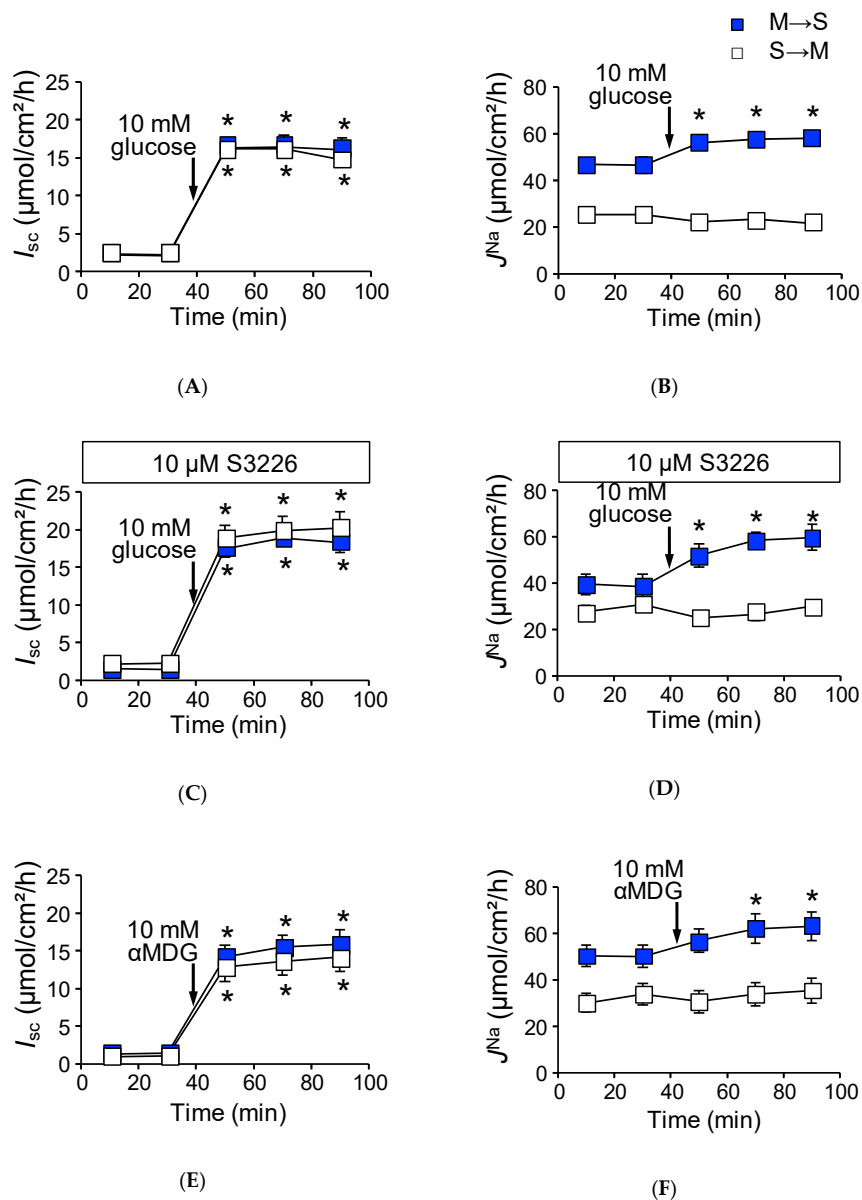 M→S
S→M
10 mM
glucose
*
*
*
*
*
*
25
20
15
10
5
0
Isc (µmol/cm²/h)
0
20
40
60
80
100
Time (min)
(A)
10 mM
glucose
*
*
*
80
60
40
20
0
JNa (µmol/cm²/h)
0
20
40
60
80
100
Time (min)
(B)
10 µM S3226
10 mM
glucose
*
*
*
*
*
*
25
20
15
10
5
0
Isc (µmol/cm²/h)
0
20
40
60
80
100
Time (min)
(C)
10 µM S3226
10 mM
glucose
*
*
*
80
60
40
20
0
JNa (µmol/cm²/h)
0
20
40
60
80
100
Time (min)
(D)
10 mM
αMDG
*
*
*
*
*
*
25
20
15
10
5
0
Isc (µmol/cm²/h)
0
20
40
60
80
100
Time (min)
(E)
10 mM
αMDG
*
*
80
60
40
20
0
JNa (µmol/cm²/h)
0
20
40
60
80
100
Time (min)
(F)